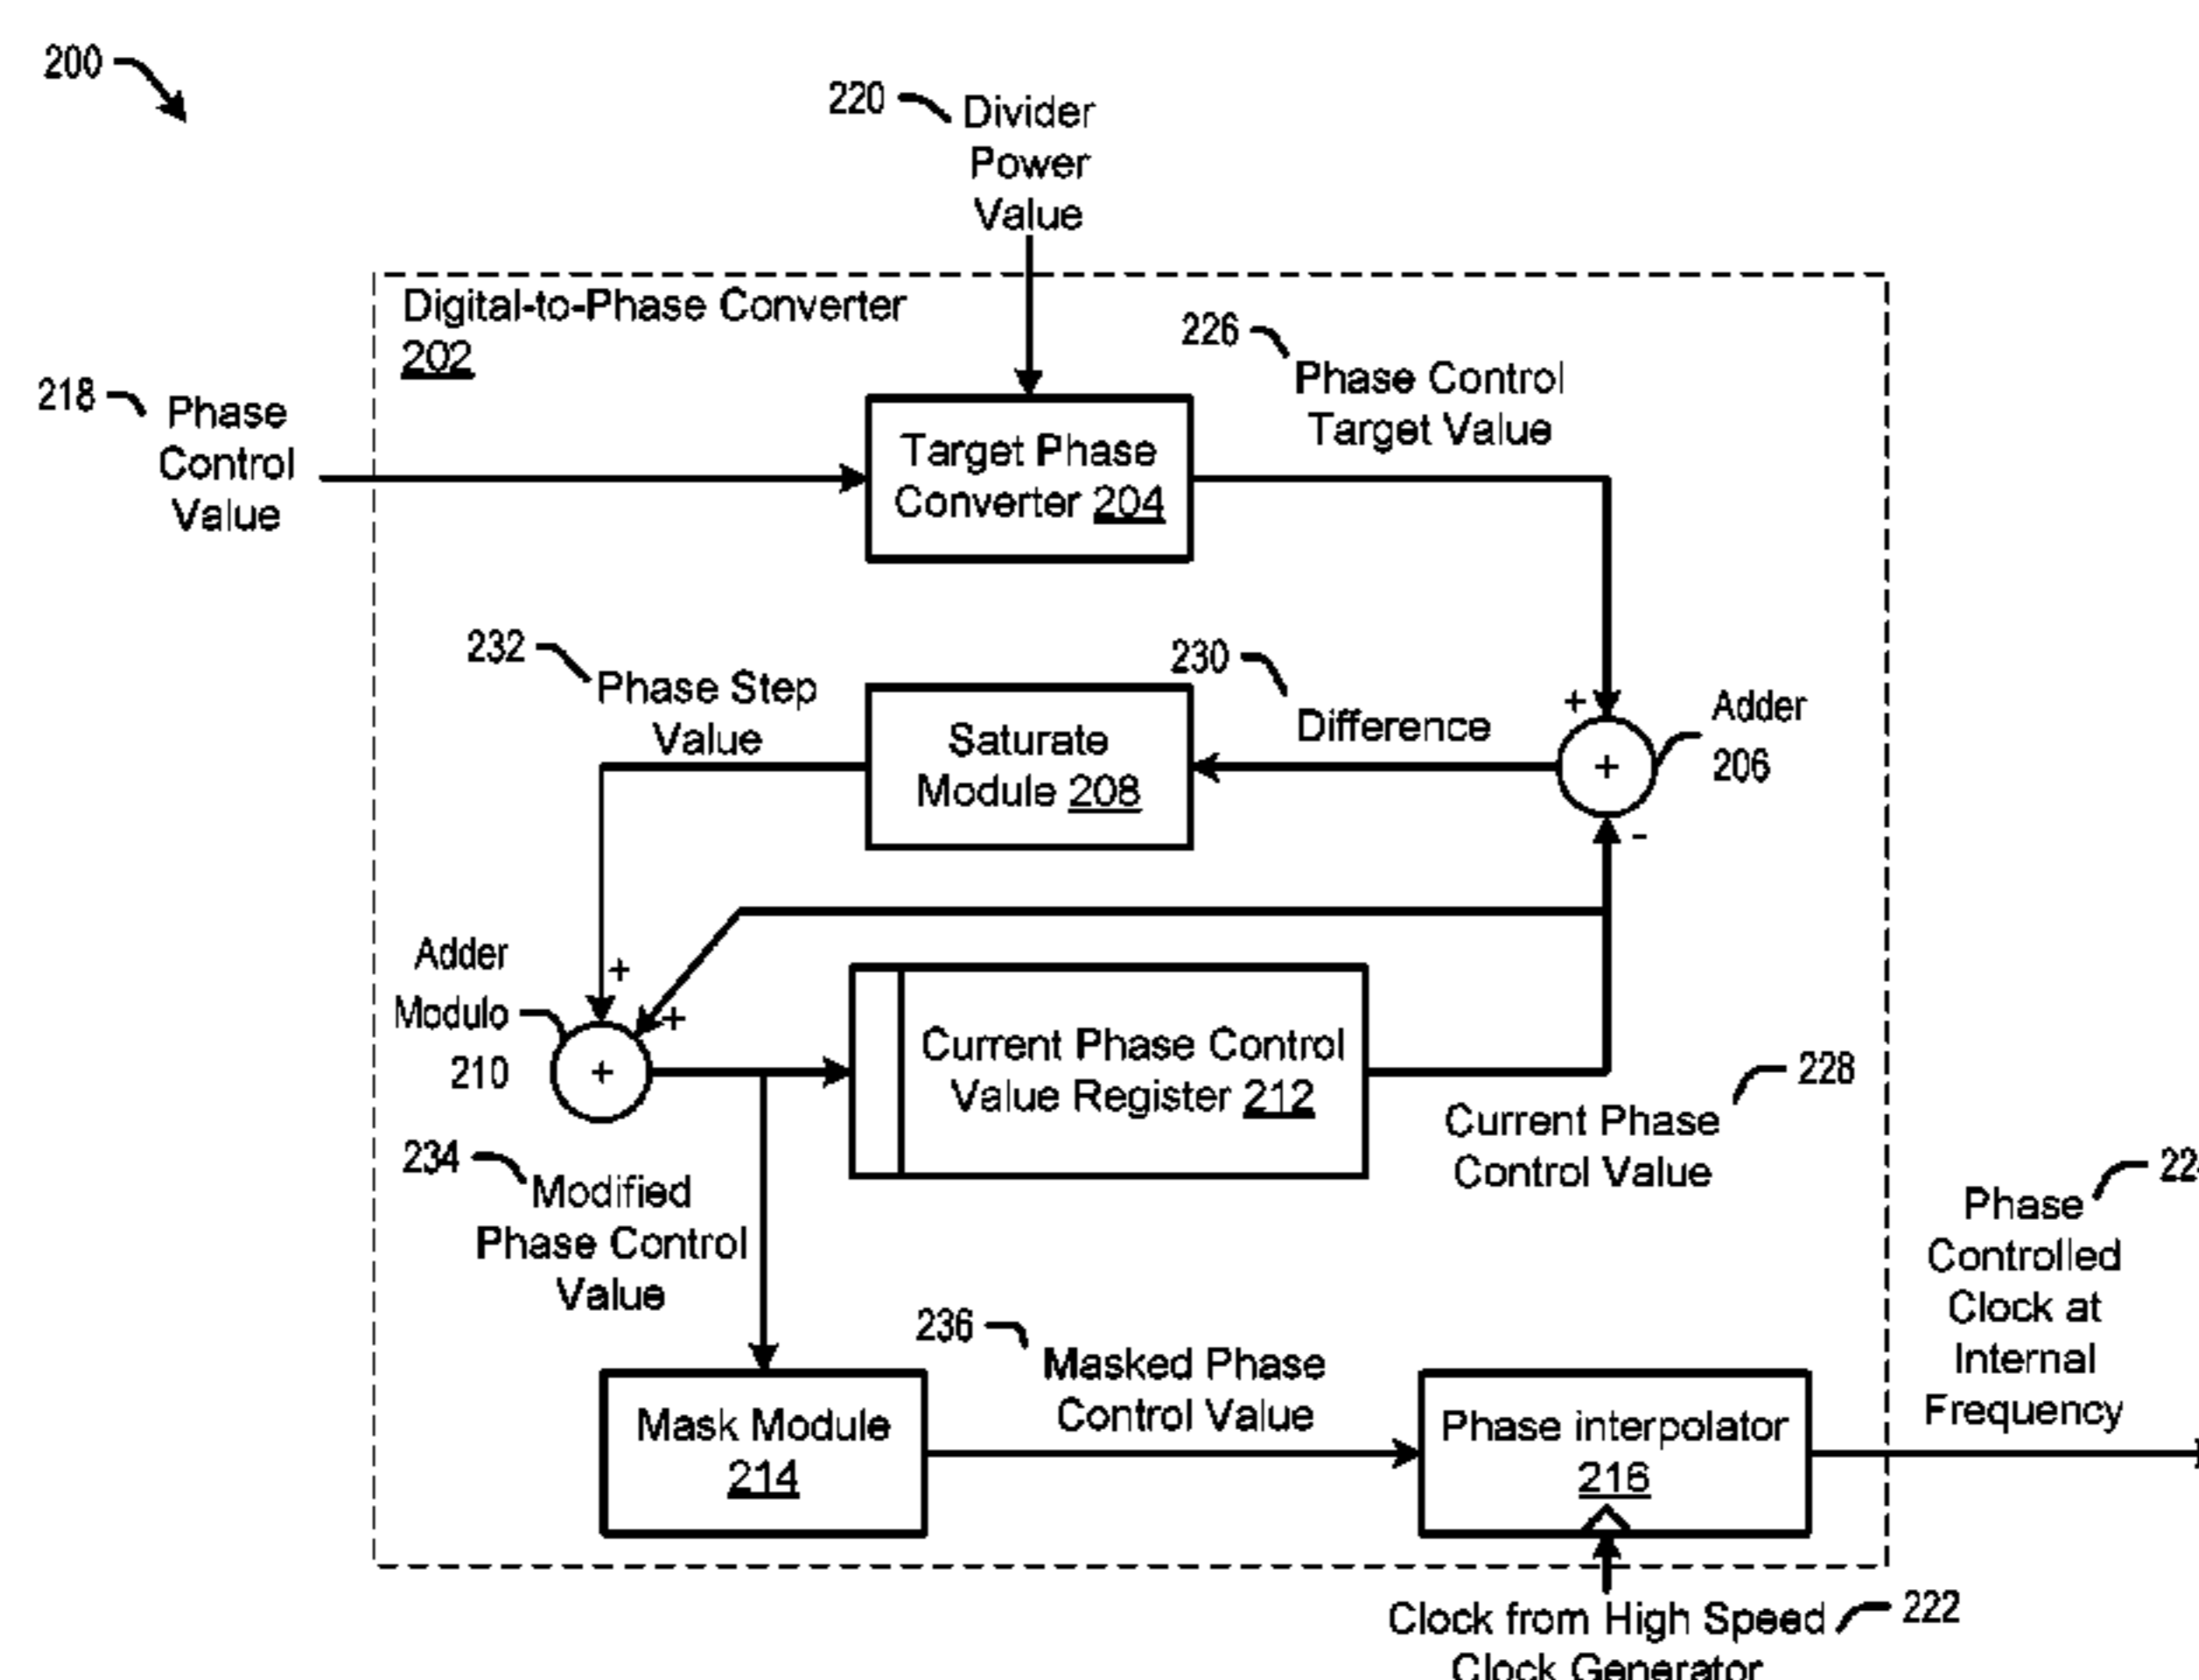 200
220
Divider
Power
Value
Digital-to-Phase Converter
202
226
Phase Control
Target Value
218
Phase
Control
Value
Target Phase
Converter 204
232
Phase Step
Value
230
Difference
Saturate
Module 208
+
+
-
Adder
206
Adder
Modulo
210
+
+
+
Current Phase Control
Value Register 212
228
Current Phase
Control Value
234
Modified
Phase Control
Value
Phase
Controlled
Clock at
Internal
Frequency
236
Masked Phase
Control Value
Mask Module
214
Phase interpolator
216
Clock from High Speed
Clock Generator
222